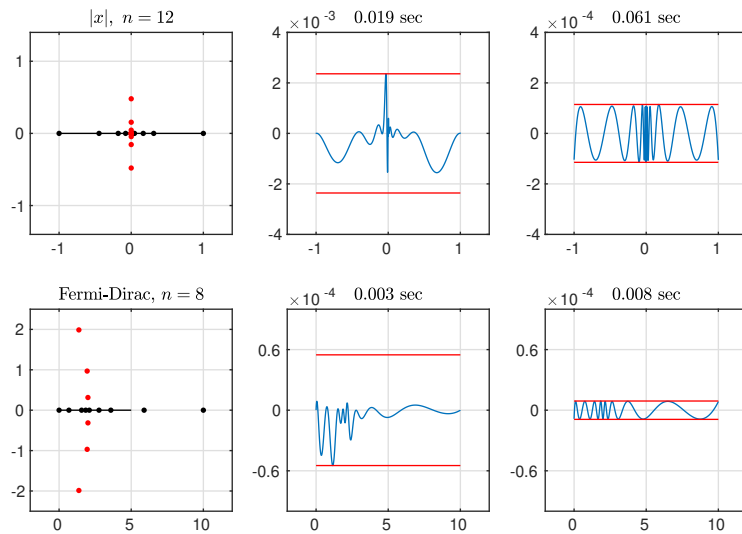 |x|, n = 12
1
0
-1
-1 0 1
×10⁻³
0.019 sec
4
2
0
-2
-4
-1 0 1
×10⁻⁴
0.061 sec
4
2
0
-2
-4
-1 0 1
Fermi-Dirac, n = 8
2
1
0
-1
-2
0 5 10
×10⁻⁴
0.003 sec
0.6
0
-0.6
0 5 10
×10⁻⁴
0.008 sec
0.6
0
-0.6
0 5 10